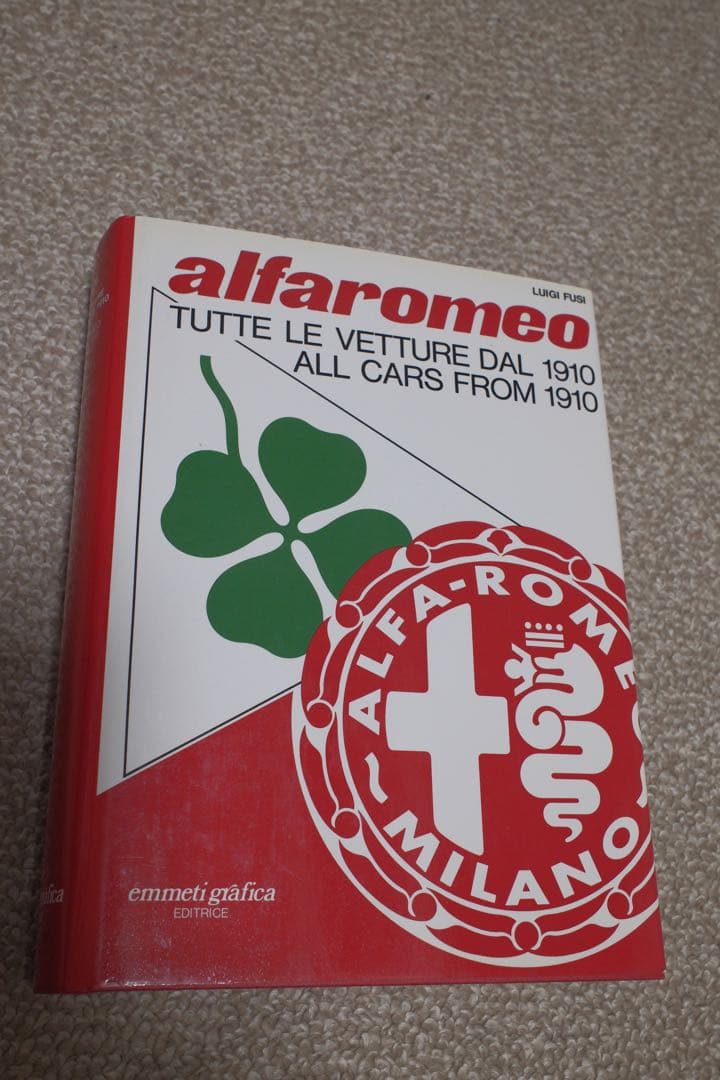 LUIGI FUSI
alfaromeo
TUTTE LE VETTURE DAL 1910
ALL CARS FROM 1910
ALFA-ROMEO
MILANO
emmeti grafica
EDITRICE